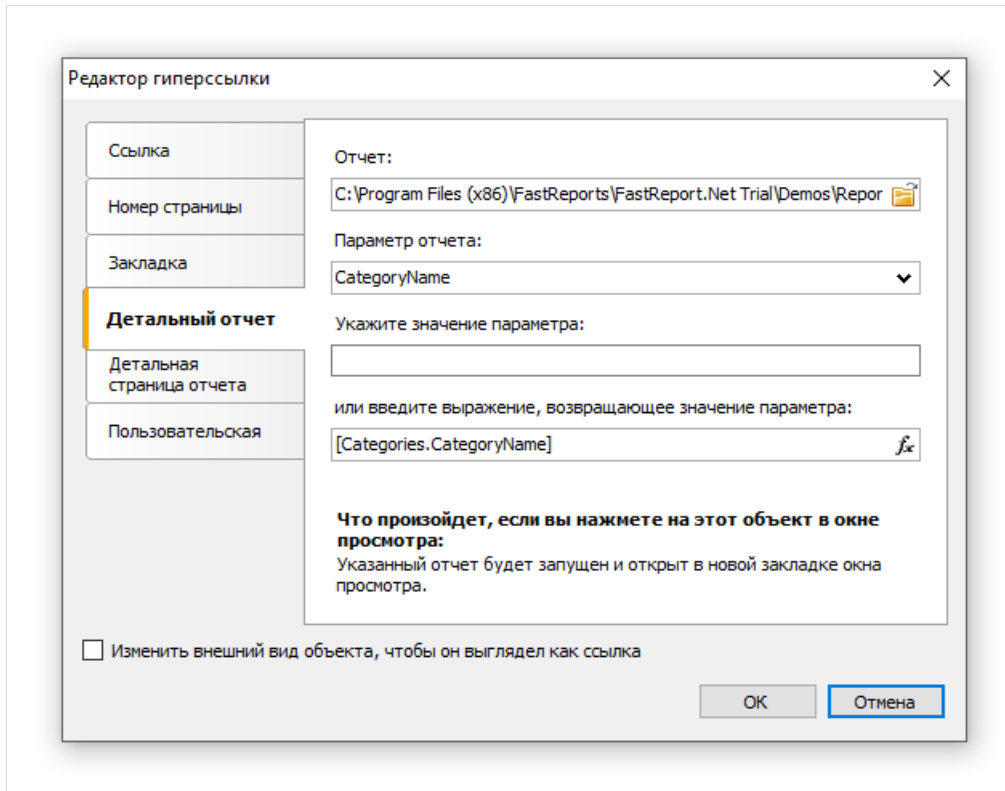 Редактор гиперссылки
Ссылка
Номер страницы
Закладка
Детальный отчет
Детальная
страница отчета
Пользовательская
Отчет:
C:\Program Files (x86)\FastReports\FastReport.Net Trial\Demos\Repor
Параметр отчета:
CategoryName
Укажите значение параметра:
или введите выражение, возвращающее значение параметра:
[Categories.CategoryName]
fx
Что произойдет, если вы нажмете на этот объект в окне
просмотра:
Указанный отчет будет запущен и открыт в новой закладке окна
просмотра.
Изменить внешний вид объекта, чтобы он выглядел как ссылка
ОК
Отмена